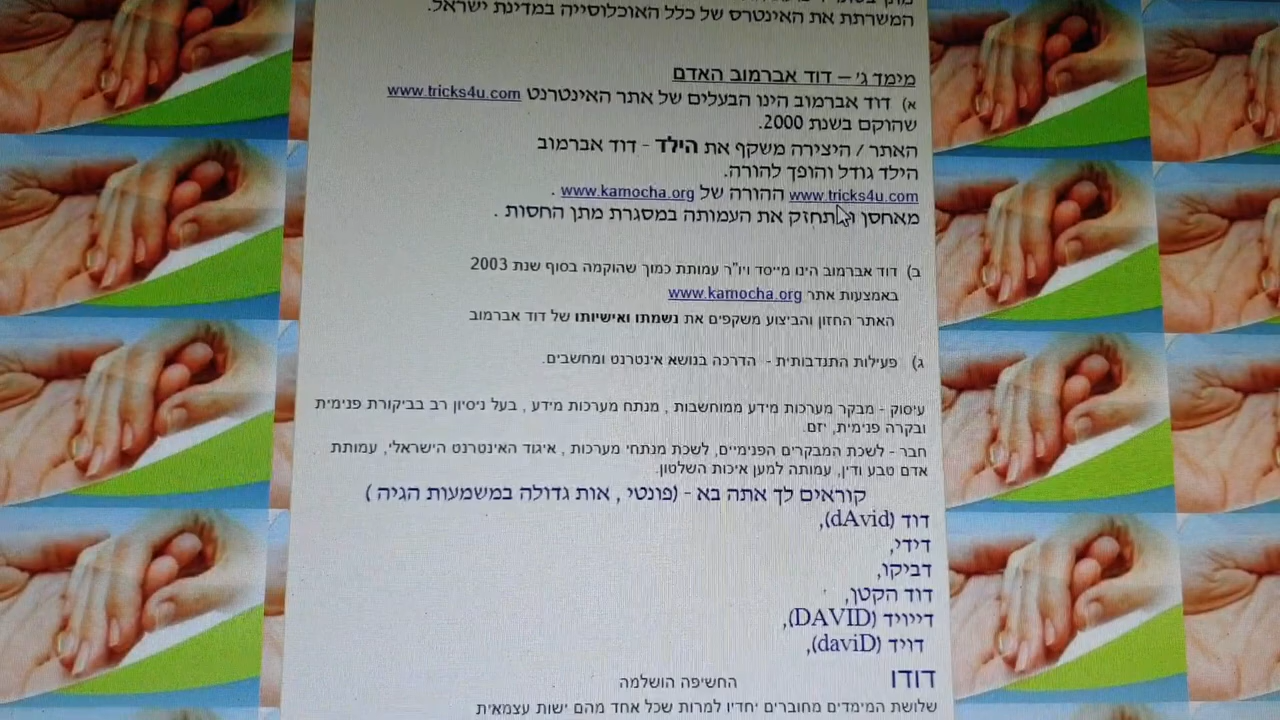 המשרתת את האינטרס של כלל האוכלוסייה במדינת ישראל.
מימד ג' – דוד אברמוב האדם
א) דוד אברמוב הינו הבעלים של אתר האינטרנט www.tricks4u.com
שהוקם בשנת 2000.
האתר / היצירה משקף את הילד - דוד אברמוב
הילד גודל והופך להורה.
www.tricks4u.com ההורה של www.kamocha.org .
מאחסן ומתחזק את העמותה במסגרת מתן החסות .
ב) דוד אברמוב הינו מייסד ויו"ר עמותת כמוך שהוקמה בסוף שנת 2003
באמצעות אתר www.kamocha.org
האתר החזון והביצוע משקפים את נשמתו ואישיותו של דוד אברמוב
ג) פעילות התנדבותית - הדרכה בנושא אינטרנט ומחשבים.
עיסוק - מבקר מערכות מידע ממוחשבות , מנתח מערכות מידע , בעל ניסיון רב בביקורת פנימית
ובקרה פנימית, יזם.
חבר - לשכת המבקרים הפנימיים, לשכת מנתחי מערכות , איגוד האינטרנט הישראלי, עמותת
אדם טבע ודין, עמותה למען איכות השלטון.
קוראים לך אתה בא - (פונטי , אות גדולה במשמעות הגיה )
דוד (dAvid),
דידי,
דביקו,
דוד הקטן,
דייויד (DAVID),
דויד (daviD),
דודו החשיפה הושלמה
שלושת המימדים מחוברים יחדיו למרות שכל אחד מהם ישות עצמאית